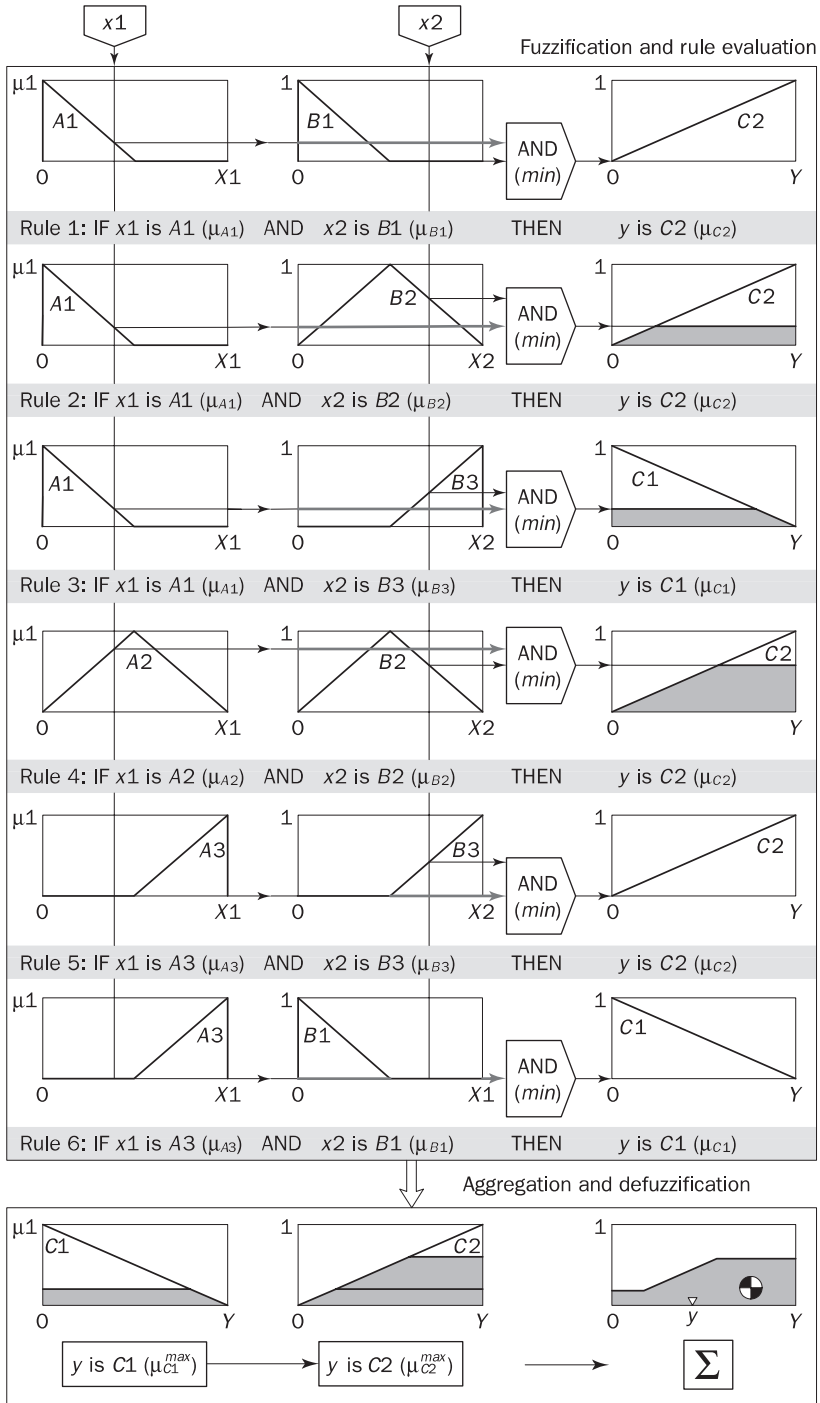 x1 x2
Fuzzification and rule evaluation
μ1 1 1
A1 B1 AND C2
(min)
0 X1 0 0 Y
Rule 1: IF x1 is A1 (μA1) AND x2 is B1 (μB1) THEN y is C2 (μC2)
μ1 1 1
A1 B2 AND C2
(min)
0 X1 0 X2 0 Y
Rule 2: IF x1 is A1 (μA1) AND x2 is B2 (μB2) THEN y is C2 (μC2)
μ1 1 1
A1 B3 AND C1
(min)
0 X1 0 X2 0 Y
Rule 3: IF x1 is A1 (μA1) AND x2 is B3 (μB3) THEN y is C1 (μC1)
μ1 1 1
A2 B2 AND C2
(min)
0 X1 0 X2 0 Y
Rule 4: IF x1 is A2 (μA2) AND x2 is B2 (μB2) THEN y is C2 (μC2)
μ1 1 1
A3 B3 AND C2
(min)
0 X1 0 X2 0 Y
Rule 5: IF x1 is A3 (μA3) AND x2 is B3 (μB3) THEN y is C2 (μC2)
μ1 1 1
A3 B1 AND C1
(min)
0 X1 0 X1 0 Y
Rule 6: IF x1 is A3 (μA3) AND x2 is B1 (μB1) THEN y is C1 (μC1)
Aggregation and defuzzification
μ1 1 1
C1 C2
0 Y 0 Y 0 y Y
y is C1 (μC1max) y is C2 (μC2max) Σ